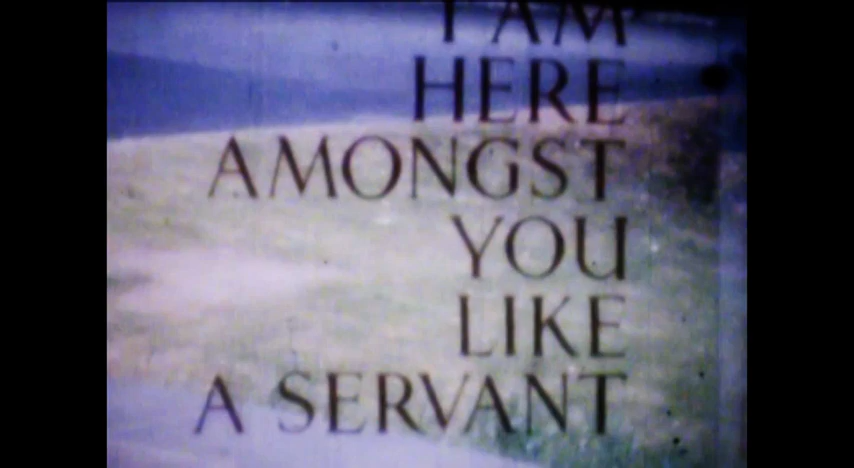 I AM
HERE
AMONGST
YOU
LIKE
A SERVANT